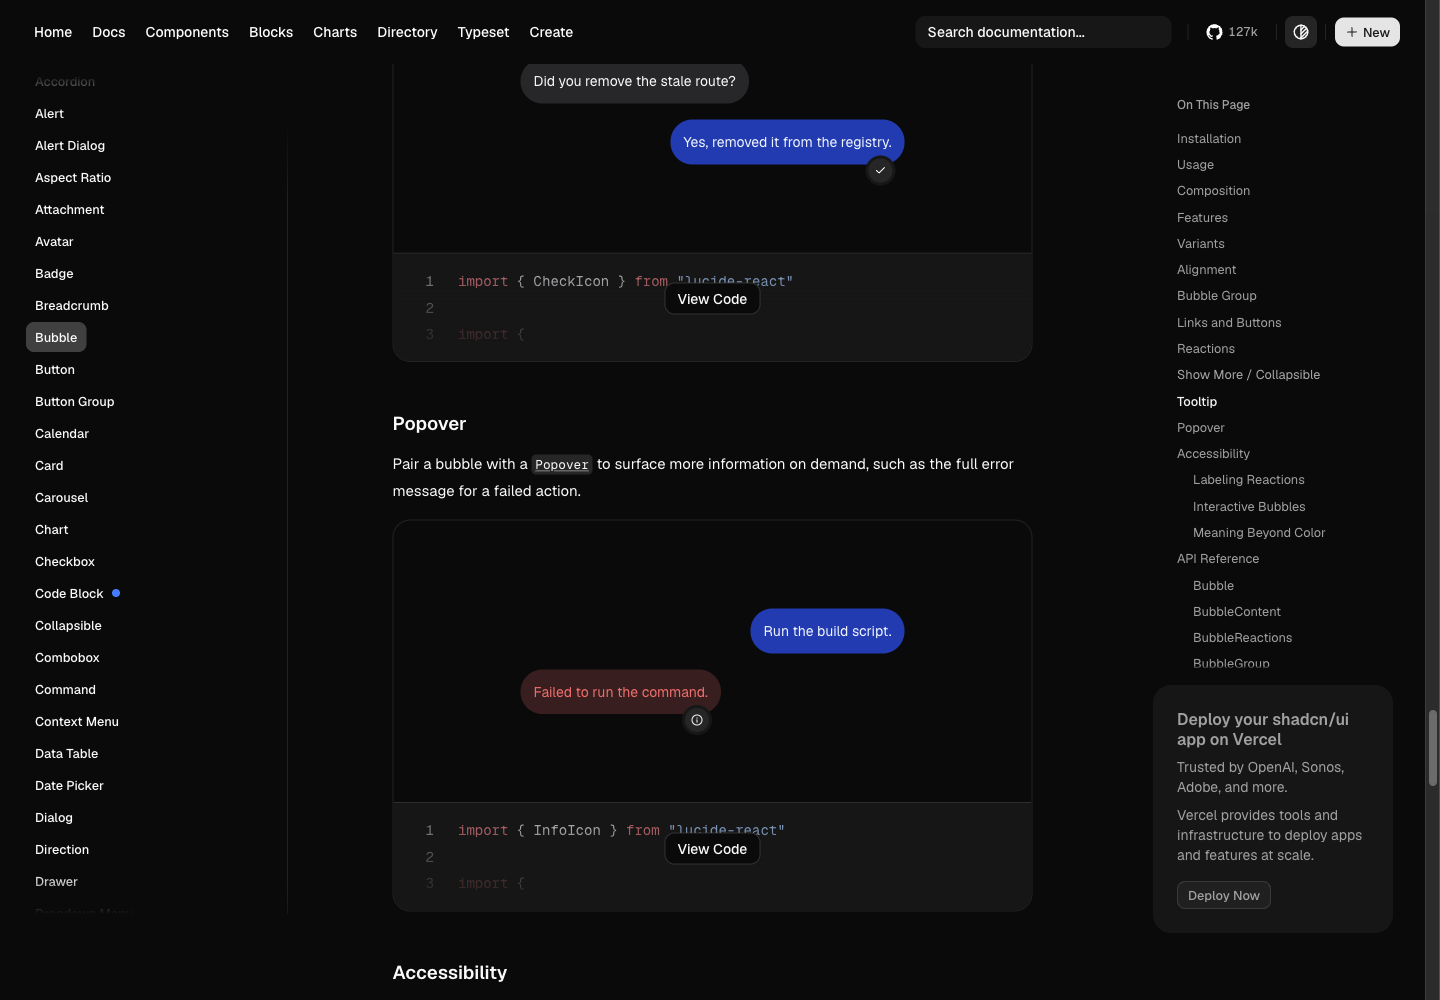 Home Docs Components Blocks Charts Directory Typeset Create
Search documentation...
127k
New
Accordion
Alert
Alert Dialog
Aspect Ratio
Attachment
Avatar
Badge
Breadcrumb
Bubble
Button
Button Group
Calendar
Card
Carousel
Chart
Checkbox
Code Block
Collapsible
Combobox
Command
Context Menu
Data Table
Date Picker
Dialog
Direction
Drawer
Dropdown Menu
Did you remove the stale route?
Yes, removed it from the registry.
1 import { CheckIcon } from "lucide-react"
View Code
2
3 import {
Popover
Pair a bubble with a Popover to surface more information on demand, such as the full error
message for a failed action.
Run the build script.
Failed to run the command.
1 import { InfoIcon } from "lucide-react"
View Code
2
3 import {
Accessibility
On This Page
Installation
Usage
Composition
Features
Variants
Alignment
Bubble Group
Links and Buttons
Reactions
Show More / Collapsible
Tooltip
Popover
Accessibility
Labeling Reactions
Interactive Bubbles
Meaning Beyond Color
API Reference
Bubble
BubbleContent
BubbleReactions
BubbleGroup
Deploy your shadcn/ui
app on Vercel
Trusted by OpenAI, Sonos,
Adobe, and more.
Vercel provides tools and
infrastructure to deploy apps
and features at scale.
Deploy Now